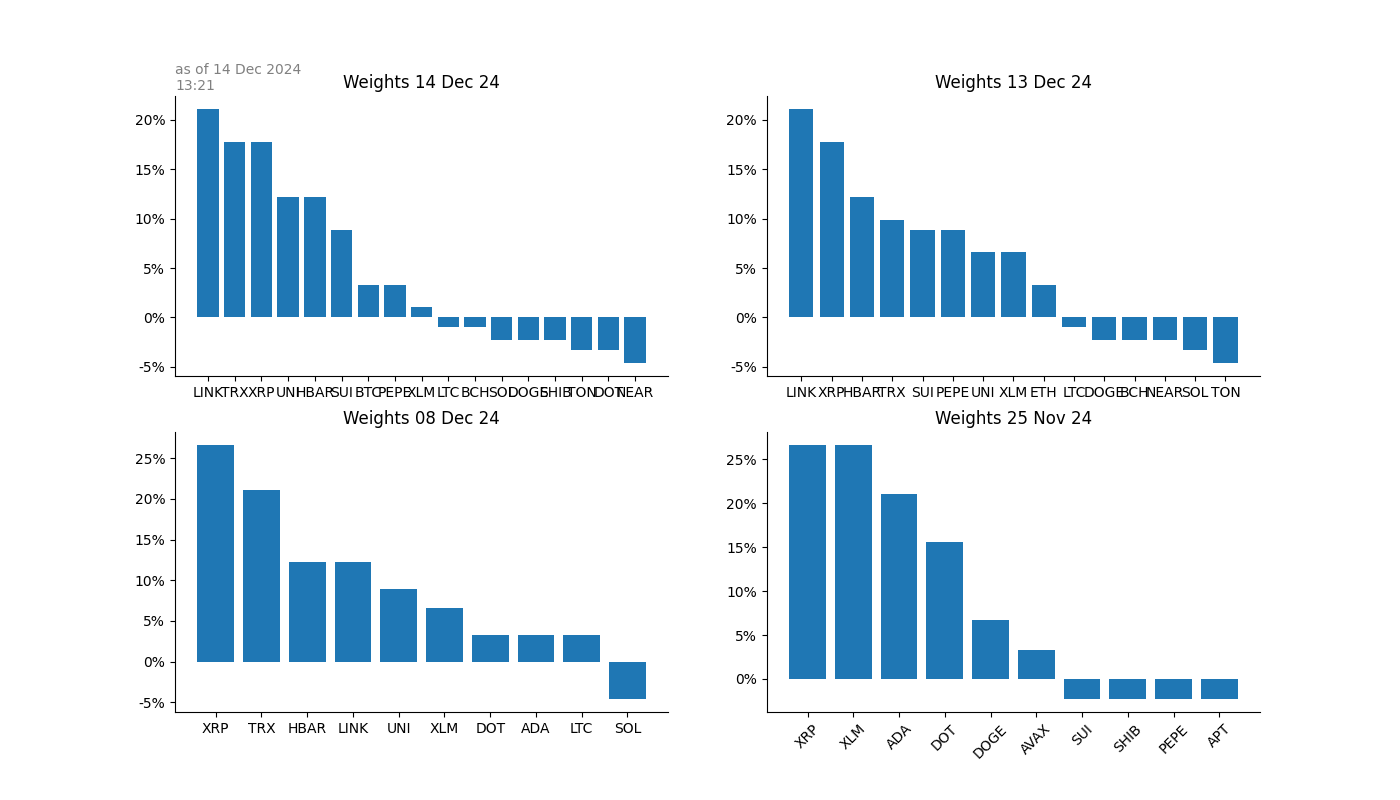 as of 14 Dec 2024
13:21
Weights 14 Dec 24
20%
15%
10%
5%
0%
-5%
LINK TRX XRP UNI HBAR SUI BTC PEPE XLM LTC BCH SOL DOGE SHIB TON DOT NEAR
Weights 13 Dec 24
20%
15%
10%
5%
0%
-5%
LINK XRP HBAR TRX SUI PEPE UNI XLM ETH LTC DOGE BCH NEAR SOL TON
Weights 08 Dec 24
25%
20%
15%
10%
5%
0%
-5%
XRP TRX HBAR LINK UNI XLM DOT ADA LTC SOL
Weights 25 Nov 24
25%
20%
15%
10%
5%
0%
XRP XLM ADA DOT DOGE AVAX SUI SHIB PEPE APT